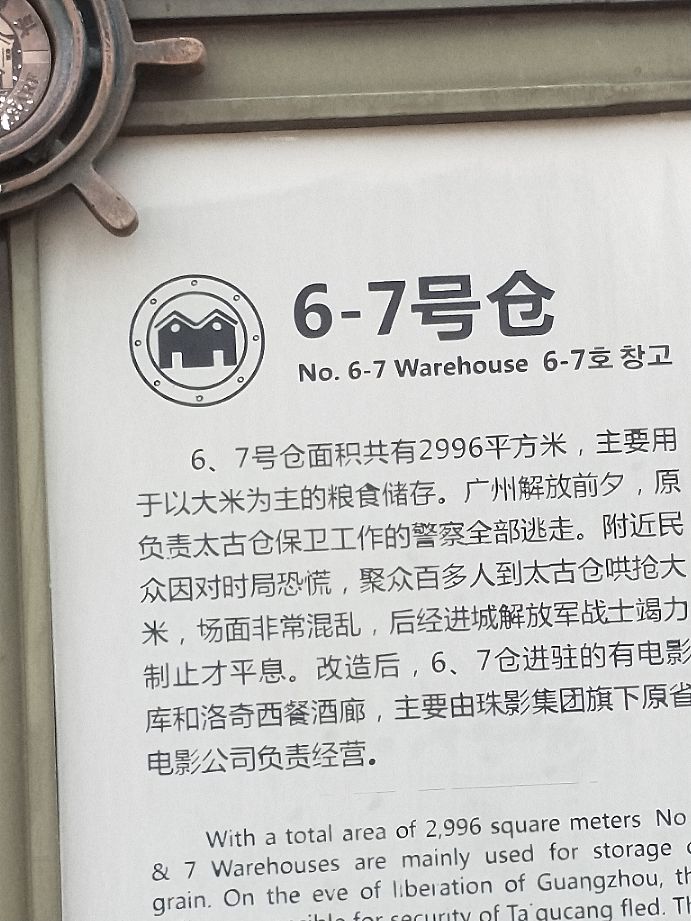 6-7号仓
No. 6-7 Warehouse 6-7호 창고
6、7号仓面积共有2996平方米，主要用
于以大米为主的粮食储存。广州解放前夕，原
负责太古仓保卫工作的警察全部逃走。附近民
众因对时局恐慌，聚众百多人到太古仓哄抢大
米，场面非常混乱，后经进城解放军战士竭力
制止才平息。改造后，6、7仓进驻的有电影
库和洛奇西餐酒廊，主要由珠影集团旗下原省
电影公司负责经营。
With a total area of 2,996 square meters No
& 7 Warehouses are mainly used for storage
grain. On the eve of liberation of Guangzhou,
for security of Ta gucang fled.